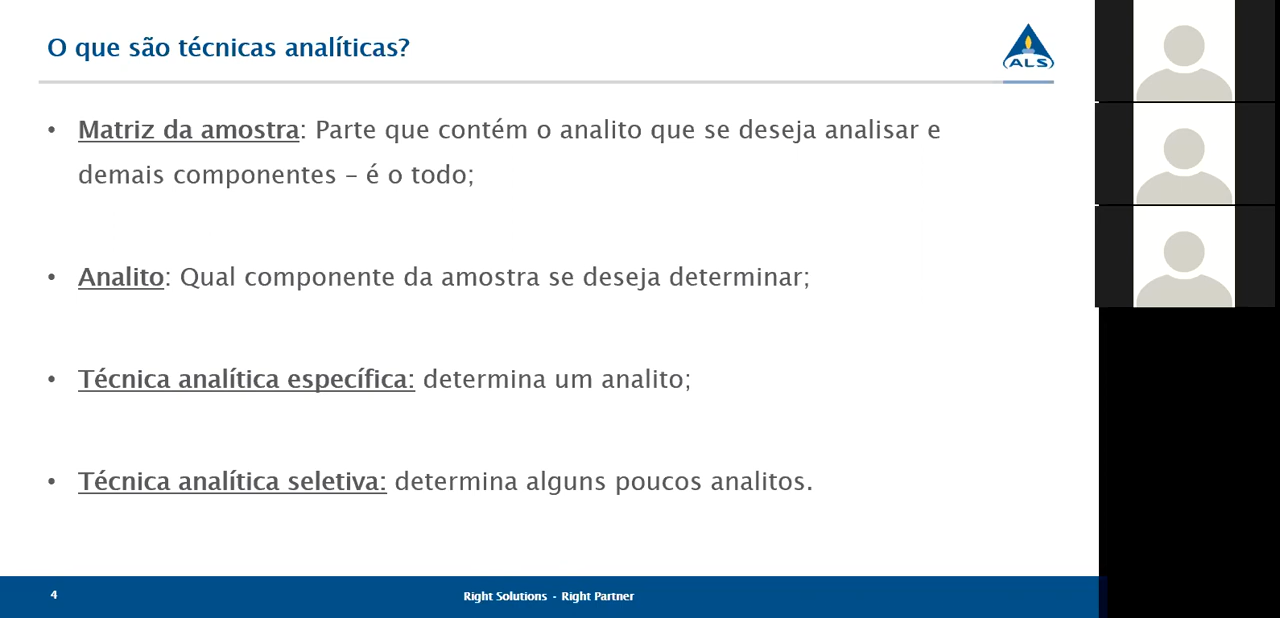 O que são técnicas analíticas?
ALS
• Matriz da amostra: Parte que contém o analito que se deseja analisar e
demais componentes – é o todo;
• Analito: Qual componente da amostra se deseja determinar;
• Técnica analítica específica: determina um analito;
• Técnica analítica seletiva: determina alguns poucos analitos.
4
Right Solutions - Right Partner